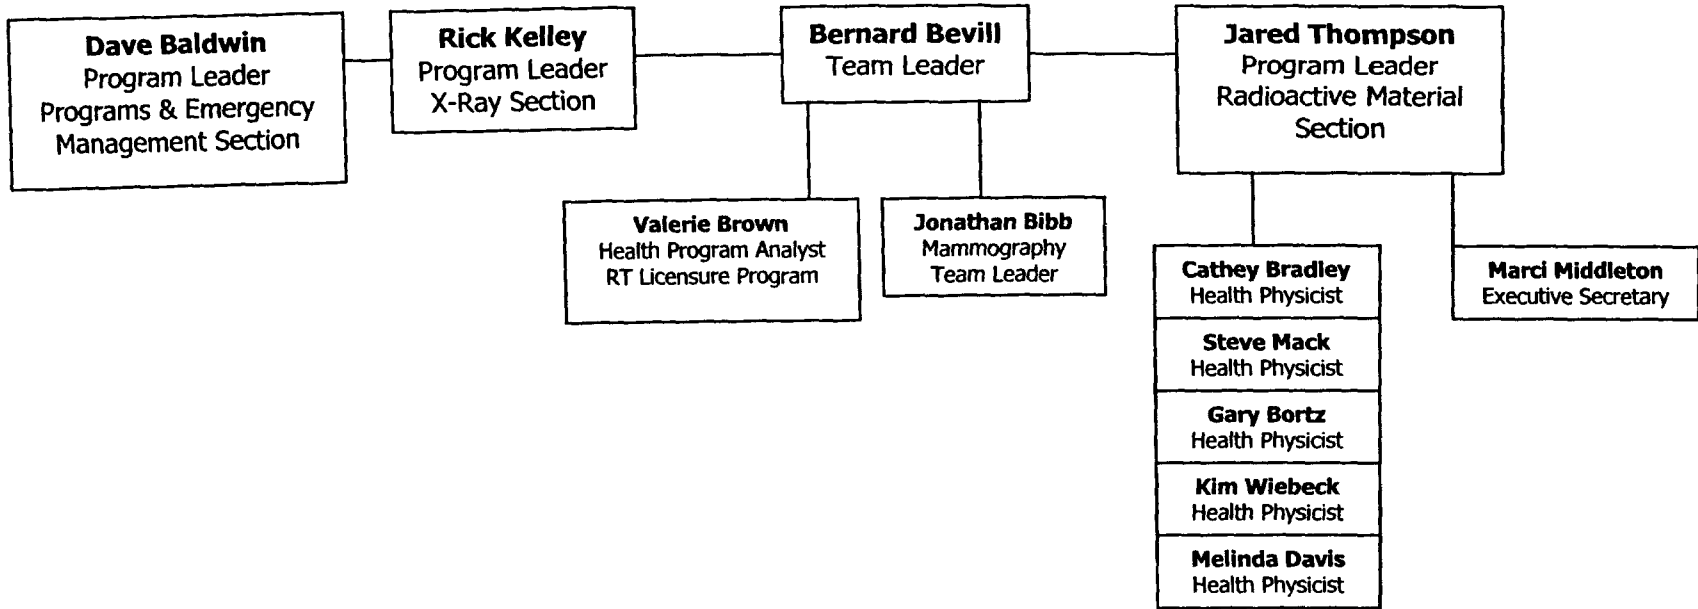 Dave Baldwin
Program Leader
Programs & Emergency
Management Section
Rick Kelley
Program Leader
X-Ray Section
Bernard Bevill
Team Leader
Jared Thompson
Program Leader
Radioactive Material
Section
Valerie Brown
Health Program Analyst
RT Licensure Program
Jonathan Bibb
Mammography
Team Leader
Cathey Bradley
Health Physicist
Steve Mack
Health Physicist
Gary Bortz
Health Physicist
Kim Wiebeck
Health Physicist
Melinda Davis
Health Physicist
Marci Middleton
Executive Secretary